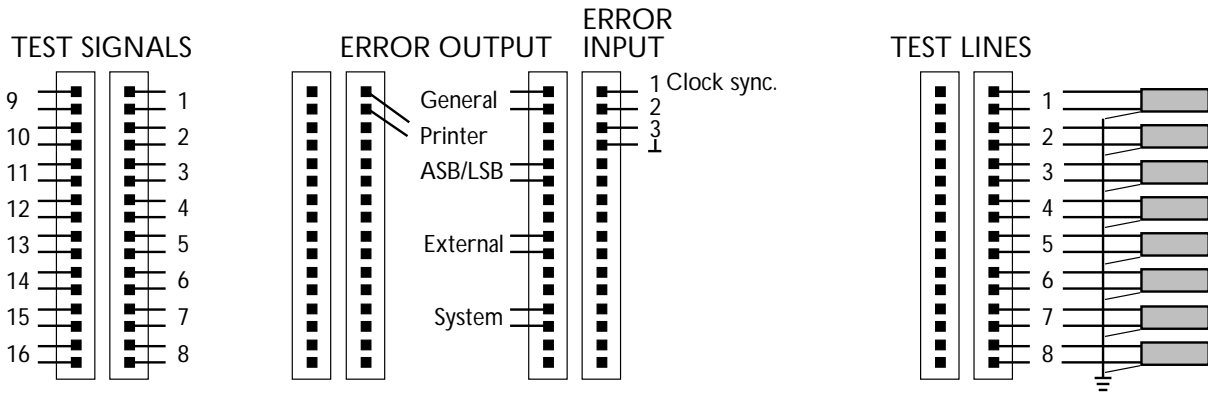 TEST SIGNALS
9
10
11
12
13
14
15
16
1
2
3
4
5
6
7
8
ERROR OUTPUT
General
Printer
ASB/LSB
External
System
ERROR
INPUT
1 Clock sync.
2
3
TEST LINES
1
2
3
4
5
6
7
8